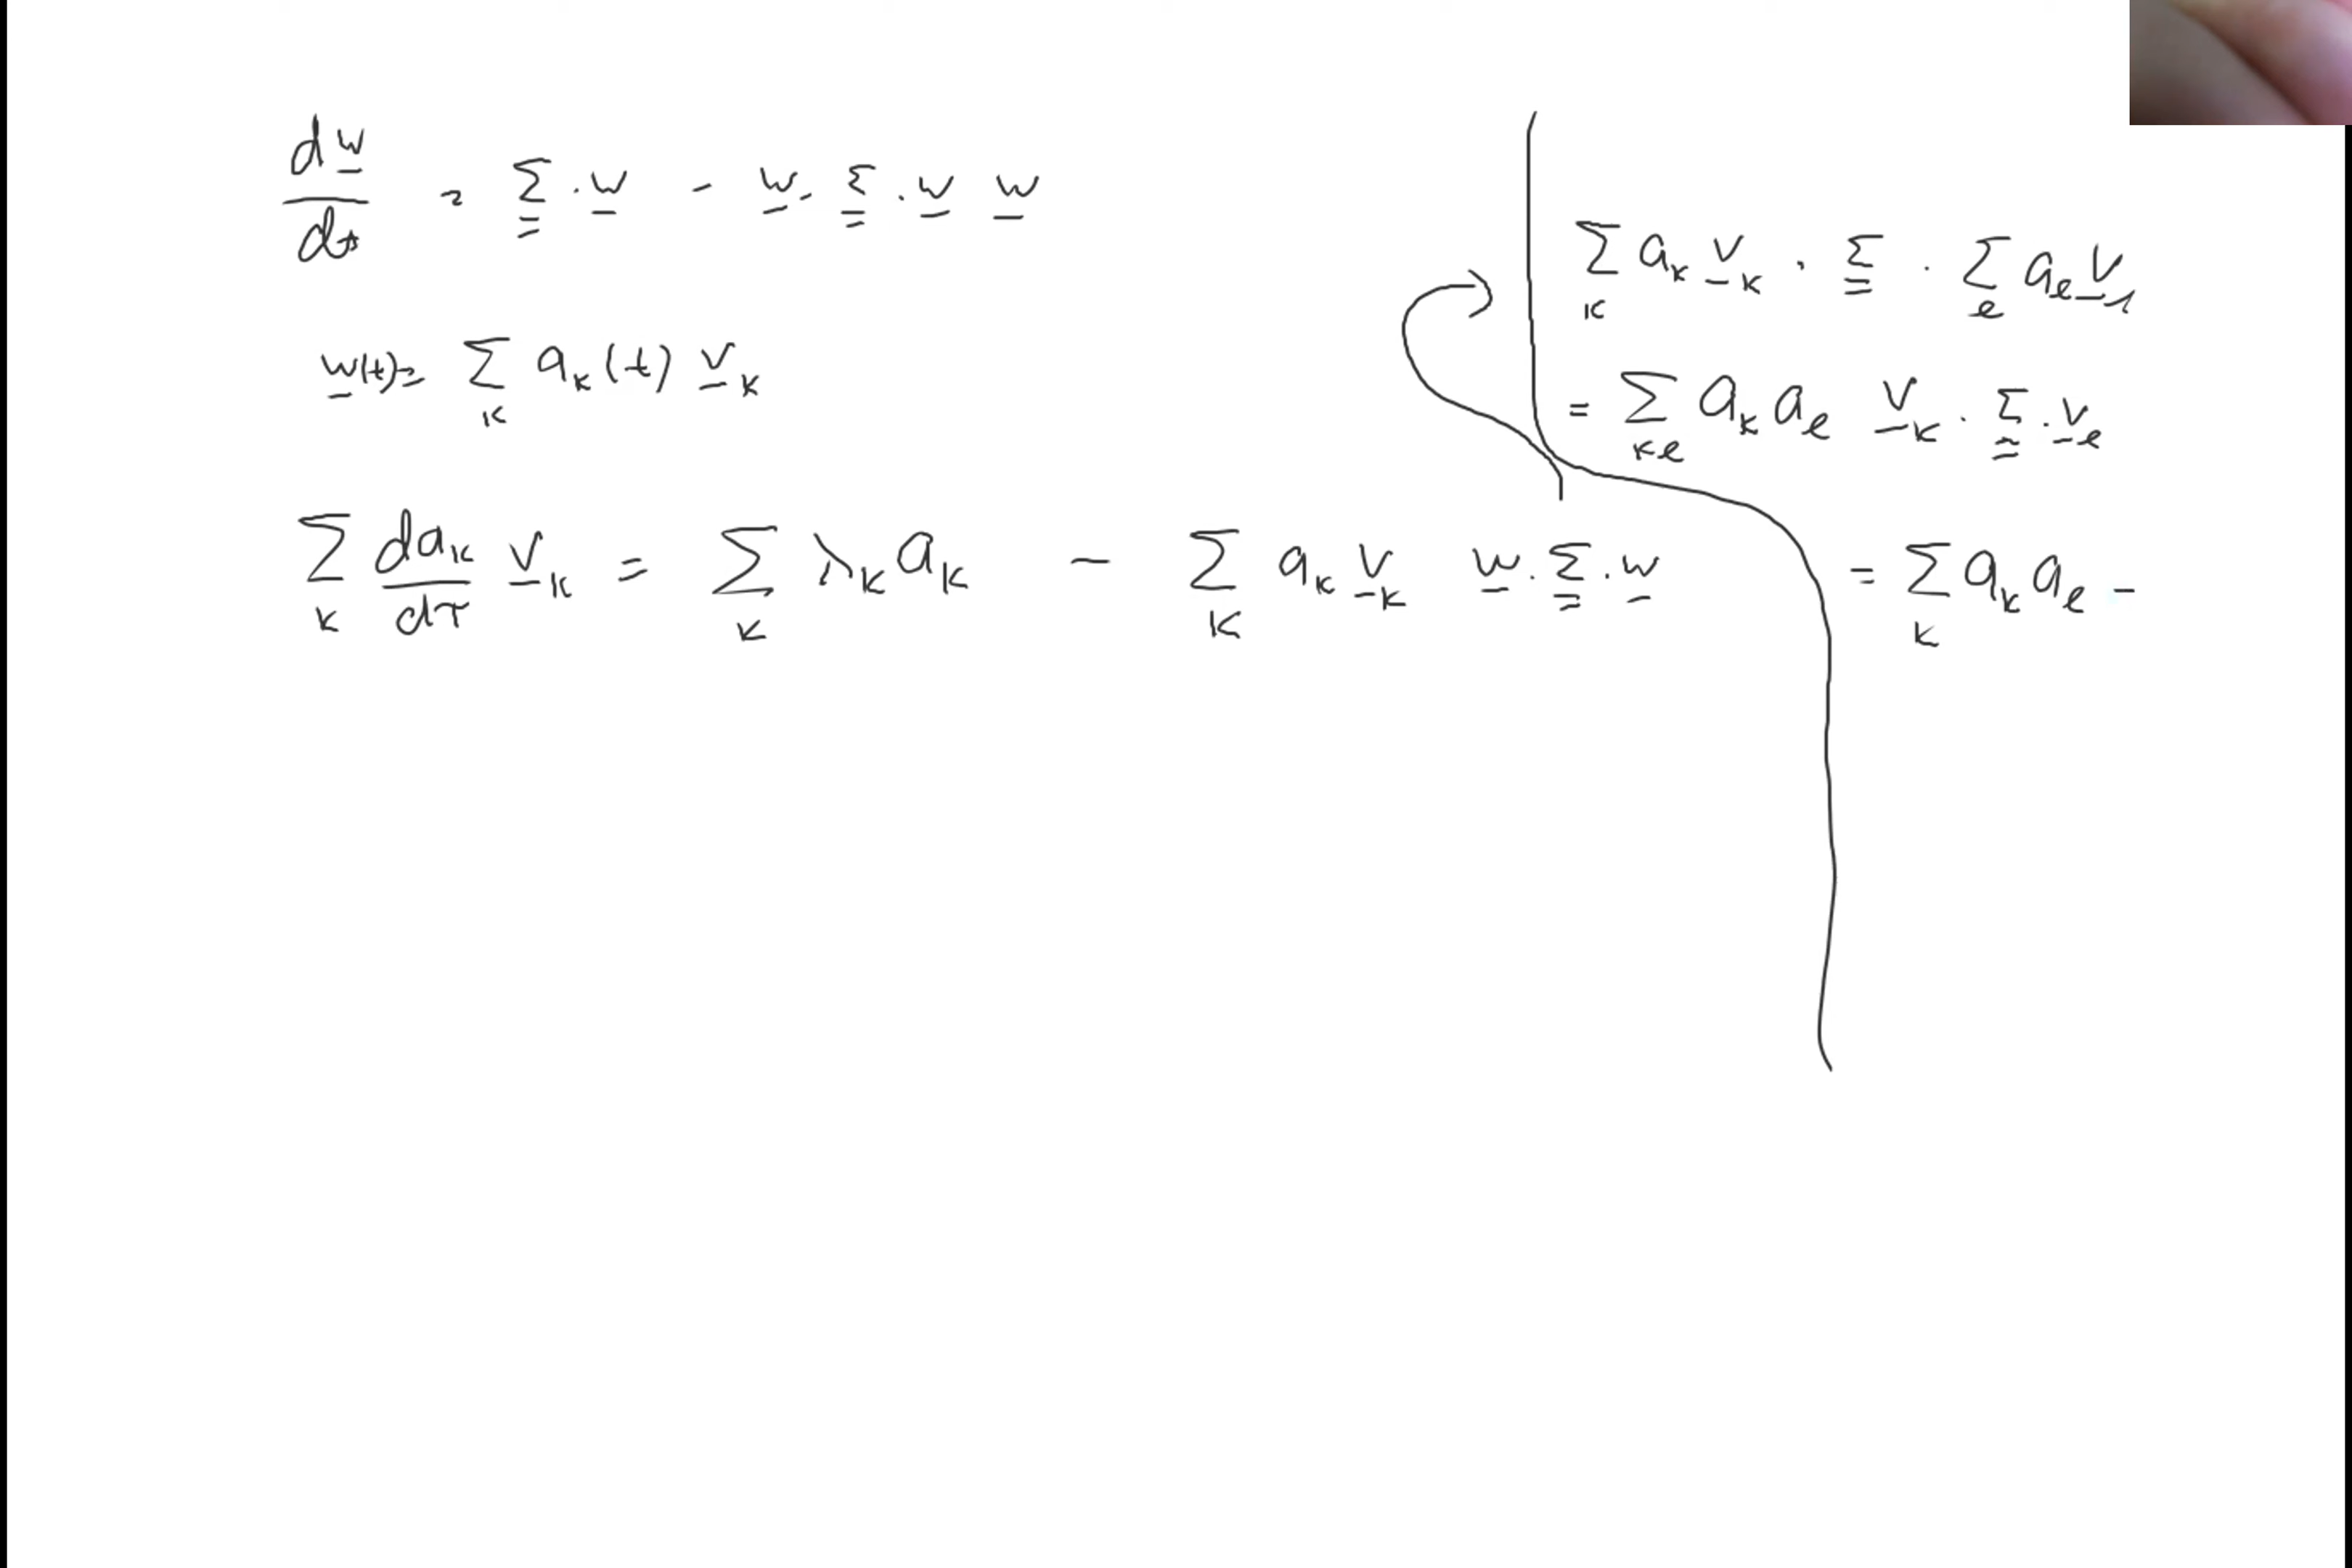 dw/dt = Σ · w - w · Σ · w w
w(t) = Σ_k a_k(t) v_k
Σ_k da_k/dτ v_k = Σ_k λ_k a_k - Σ_k a_k v_k w · Σ · w
Σ_k a_k v_k · Σ · Σ_l a_l v_l
= Σ_kl a_k a_l v_k · Σ · v_l
= Σ_k a_k a_l -